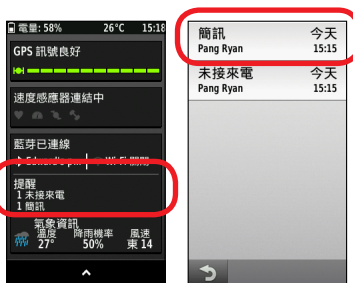 電量: 58% 26°C 15:18
GPS 訊號良好
速度感應器連結中
藍芽已連線
提醒
1 未接來電
1 簡訊
氣象資訊
溫度 降雨機率 風速
27° 50% 東 14
簡訊 今天
Pang Ryan 15:15
未接來電 今天
Pang Ryan 15:15